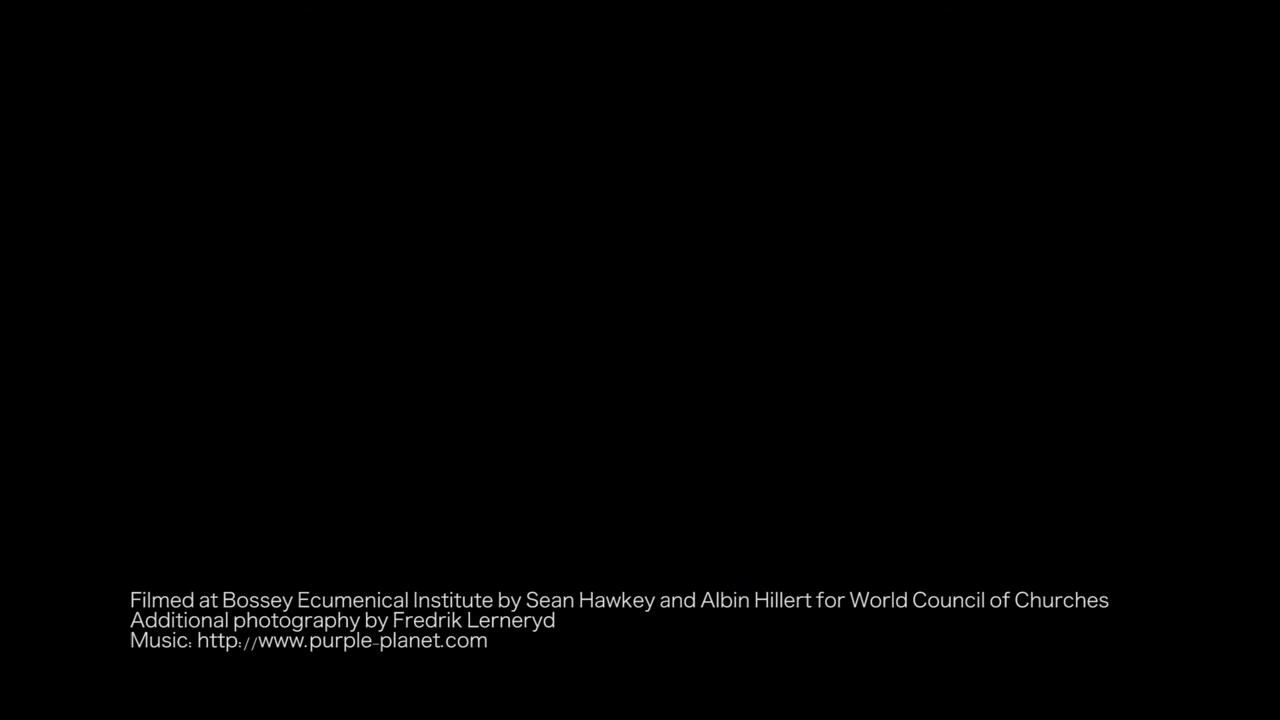 Filmed at Bossey Ecumenical Institute by Sean Hawkey and Albin Hillert for World Council of Churches
Additional photography by Fredrik Lerneryd
Music: http://www.purple-planet.com